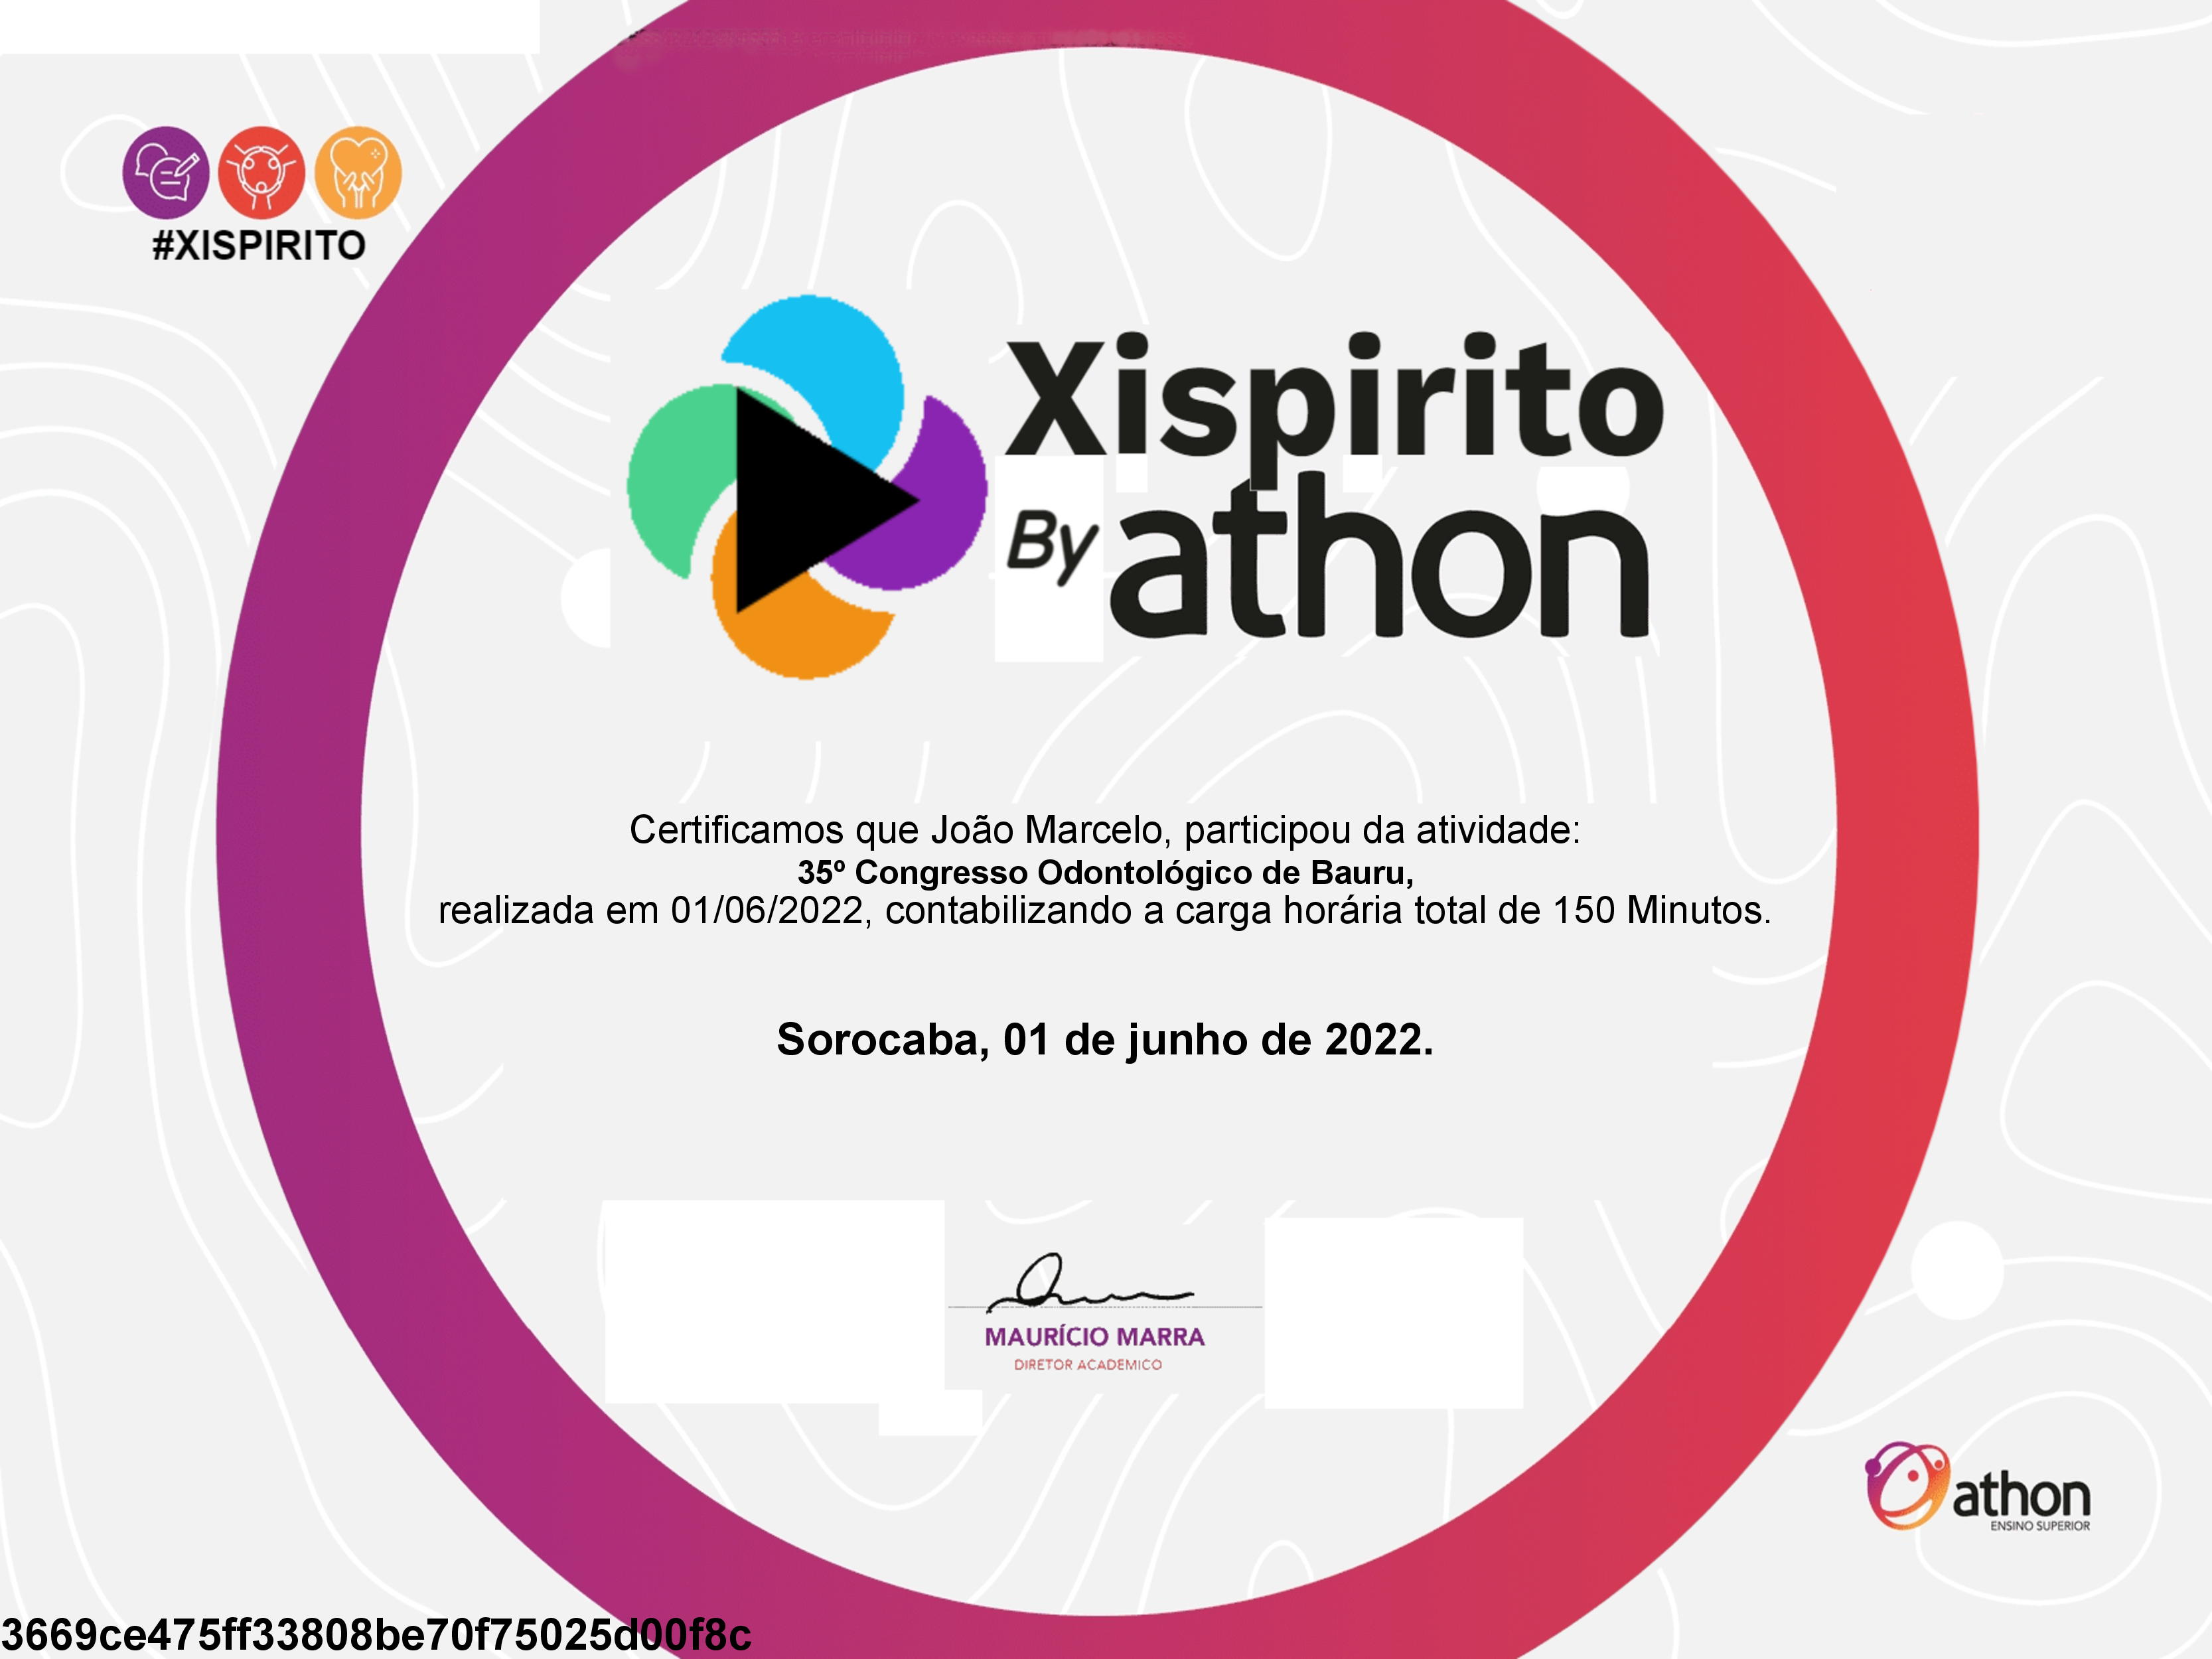 #XISPIRITO
Xispirito
By athon
Certificamos que João Marcelo, participou da atividade:
35º Congresso Odontológico de Bauru,
realizada em 01/06/2022, contabilizando a carga horária total de 150 Minutos.
Sorocaba, 01 de junho de 2022.
MAURÍCIO MARRA
DIRETOR ACADEMICO
athon
ENSINO SUPERIOR
3669ce475ff33808be70f75025d00f8c